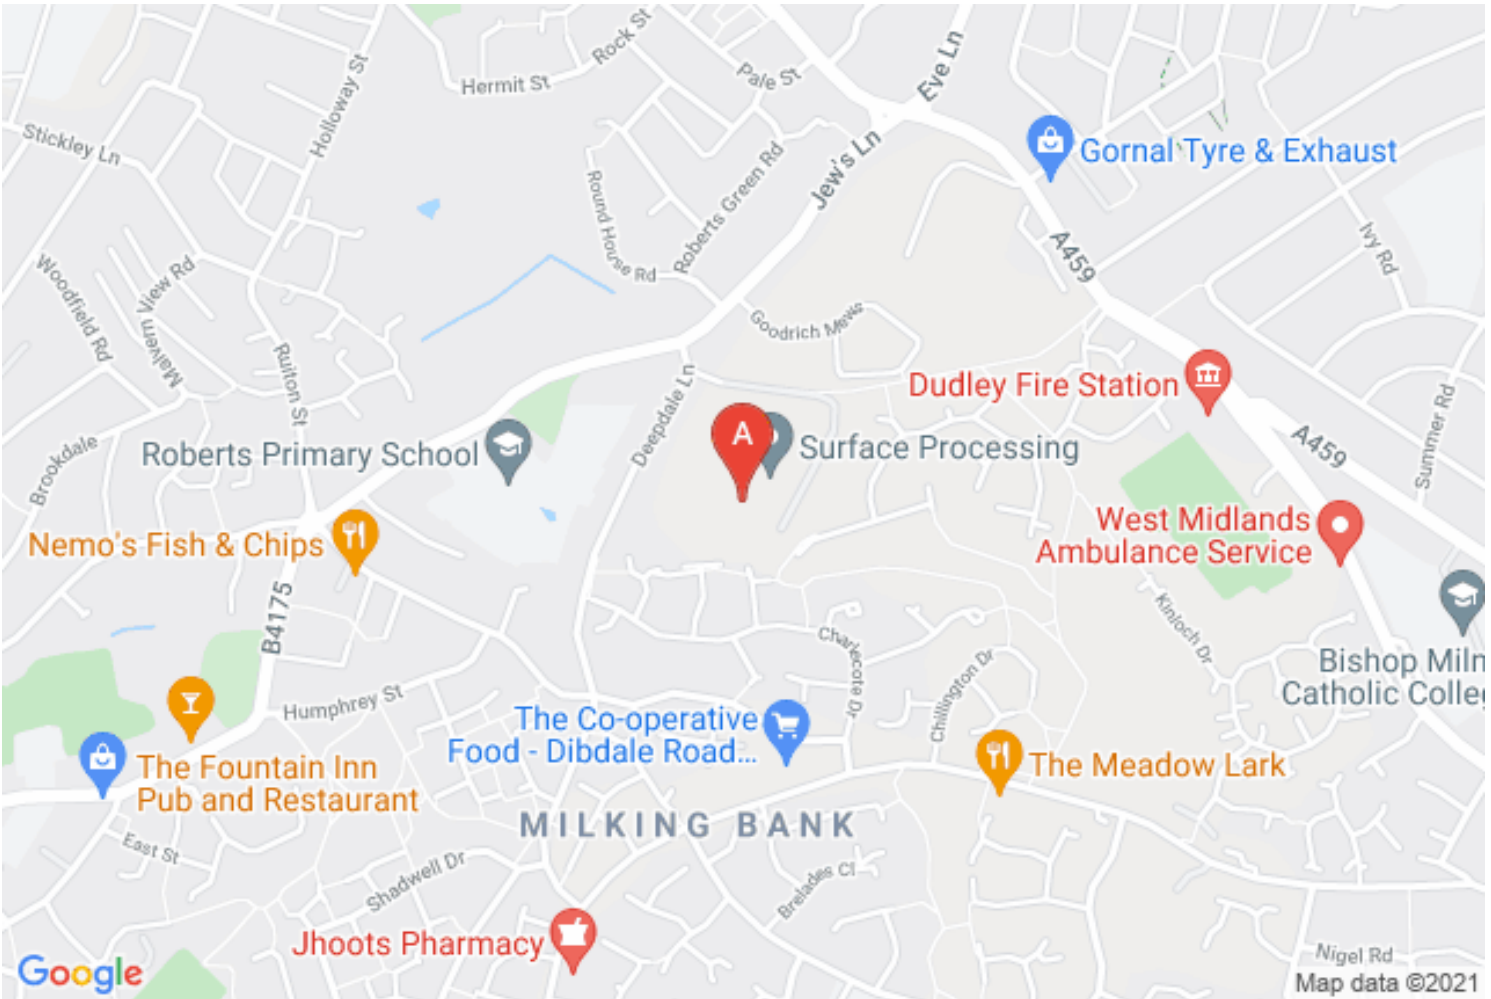 Rock St
Eve Ln
Hermit St
Pale St
Holloway St
Stickley Ln
Jew's Ln
Gornal Tyre & Exhaust
Round House Rd
Roberts Green Rd
Ivy Rd
A459
Woodfield Rd
Malvern View Rd
Goodrich Mews
Ruiton St
Deepdale Ln
Dudley Fire Station
A
Surface Processing
Roberts Primary School
Brookdale
A459
Summer Rd
Nemo's Fish & Chips
West Midlands
Ambulance Service
B4175
Kinloch Dr
Charlecote Dr
Chillington Dr
Bishop Miln
Catholic Colleg
Humphrey St
The Co-operative
Food - Dibdale Road...
The Fountain Inn
Pub and Restaurant
The Meadow Lark
MILKING BANK
East St
Shadwell Dr
Brelades Cl
Jhoots Pharmacy
Nigel Rd
Google
Map data ©2021